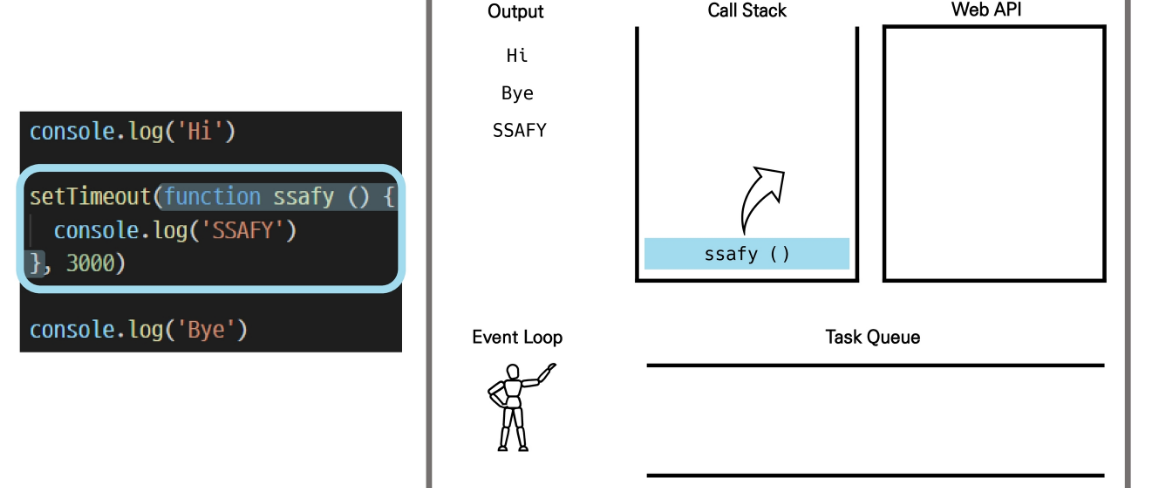 console.log('Hi')
setTimeout(function ssafy () {
console.log('SSAFY')
}, 3000)
console.log('Bye')
Output
Hi
Bye
SSAFY
Call Stack
ssafy ()
Web API
Event Loop
Task Queue